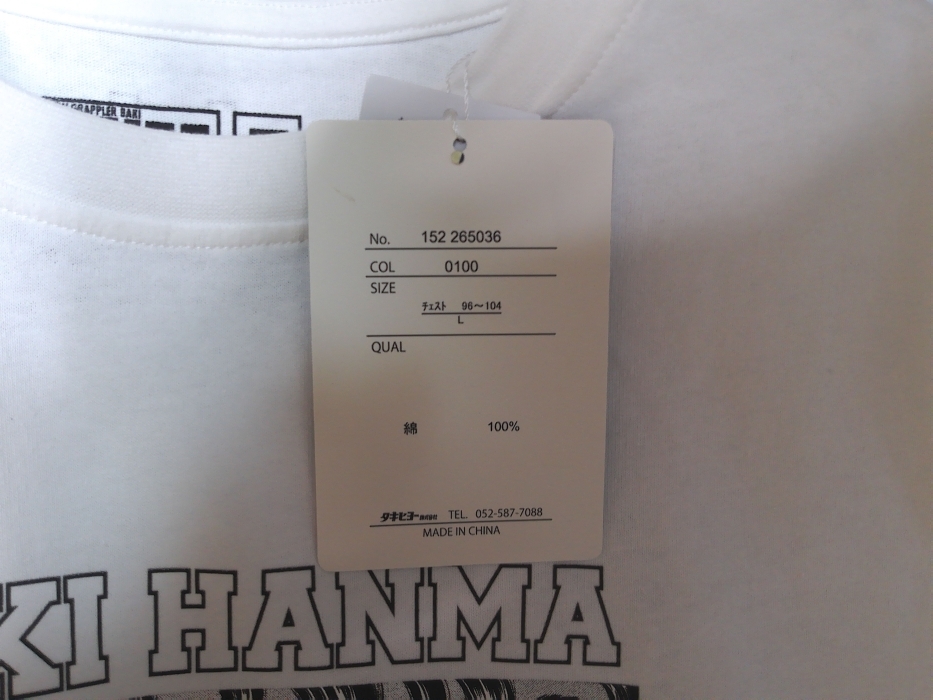 GRAPPLER BAKI
No. 152 265036
COL 0100
SIZE
チェスト 96〜104
L
QUAL
綿 100%
タキヒヨー株式会社 TEL. 052-587-7088
MADE IN CHINA
KI HANMA